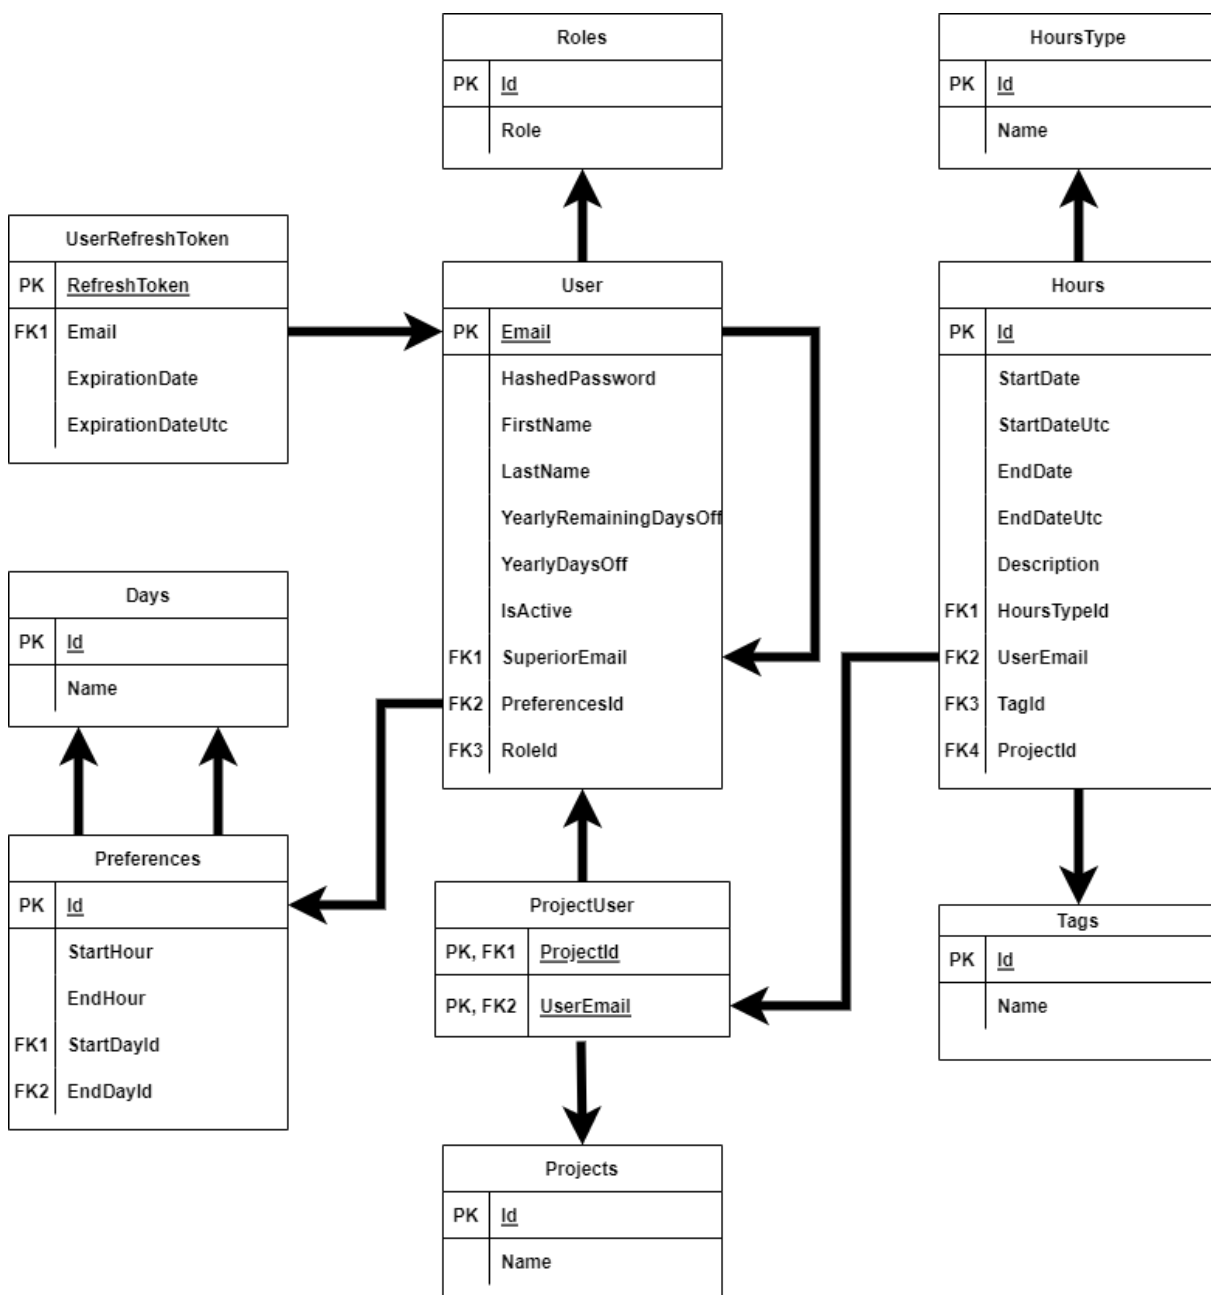 Roles
PK Id
Role
HoursType
PK Id
Name
UserRefreshToken
PK RefreshToken
FK1 Email
ExpirationDate
ExpirationDateUtc
User
PK Email
HashedPassword
FirstName
LastName
YearlyRemainingDaysOff
YearlyDaysOff
IsActive
FK1 SuperiorEmail
FK2 PreferencesId
FK3 RoleId
Hours
PK Id
StartDate
StartDateUtc
EndDate
EndDateUtc
Description
FK1 HoursTypeId
FK2 UserEmail
FK3 TagId
FK4 ProjectId
Days
PK Id
Name
Preferences
PK Id
StartHour
EndHour
FK1 StartDayId
FK2 EndDayId
ProjectUser
PK, FK1 ProjectId
PK, FK2 UserEmail
Tags
PK Id
Name
Projects
PK Id
Name